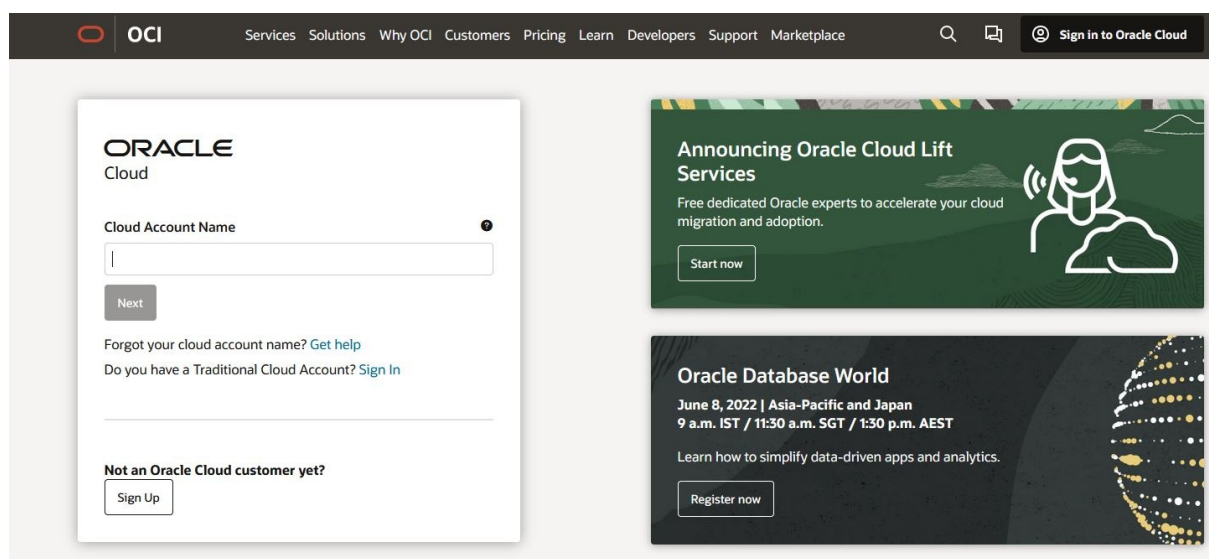 OCI
Services Solutions Why OCI Customers Pricing Learn Developers Support Marketplace
Sign in to Oracle Cloud
ORACLE
Cloud
Cloud Account Name
?
Next
Forgot your cloud account name? Get help
Do you have a Traditional Cloud Account? Sign In
Not an Oracle Cloud customer yet?
Sign Up
Announcing Oracle Cloud Lift
Services
Free dedicated Oracle experts to accelerate your cloud
migration and adoption.
Start now
Oracle Database World
June 8, 2022 | Asia-Pacific and Japan
9 a.m. IST / 11:30 a.m. SGT / 1:30 p.m. AEST
Learn how to simplify data-driven apps and analytics.
Register now